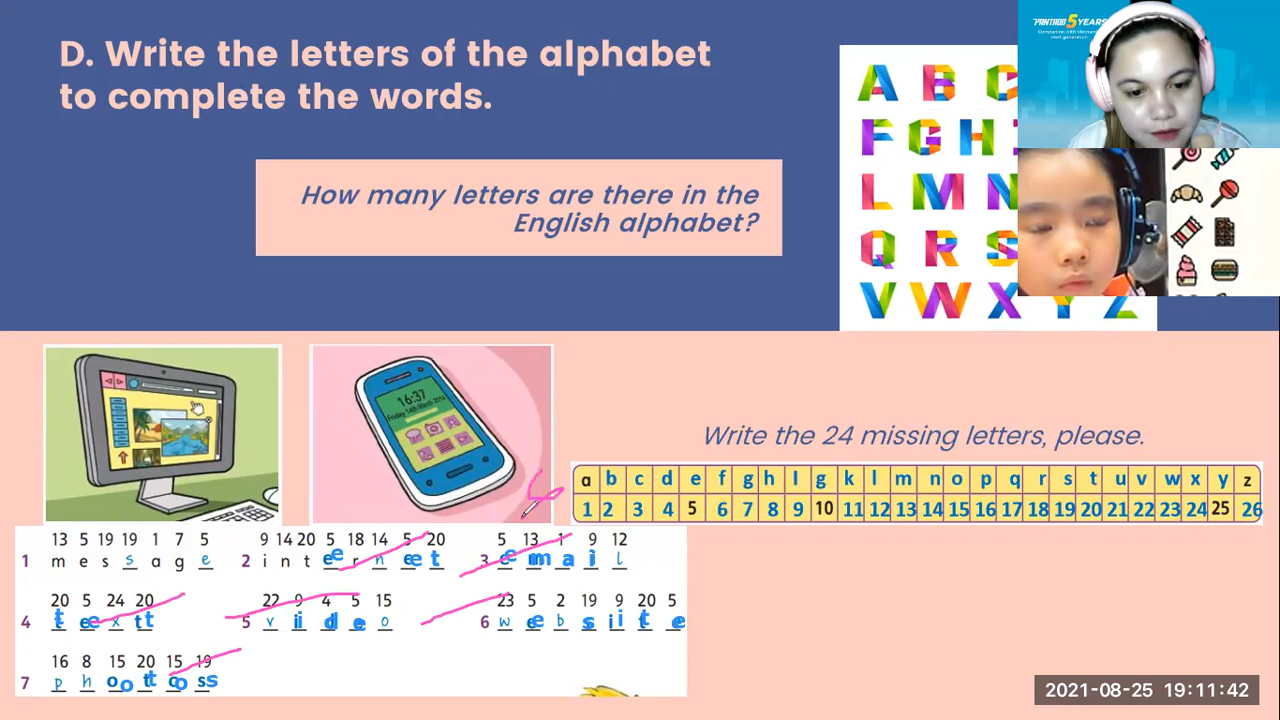 D. Write the letters of the alphabet
to complete the words.
PANTADO 5 YEARS
How many letters are there in the
English alphabet?
A B C
F G H
L M N
Q R S
V W X Y Z
16:37
Write the 24 missing letters, please.
a b c d e f g h I g k l m n o p q r s t u v w x y z
1 2 3 4 5 6 7 8 9 10 11 12 13 14 15 16 17 18 19 20 21 22 23 24 25 26
13 5 19 19 1 7 5 9 14 20 5 18 14 5 20 5 13 1 9 12
1 m e s s a g e 2 i n t e r n e t 3 e m a i l
20 5 24 20 22 9 4 5 15 23 5 2 19 9 20 5
4 t e x t 5 v i d e o 6 w e b s i t e
16 8 15 20 15 19
7 p h o t o s
2021-08-25 19:11:42